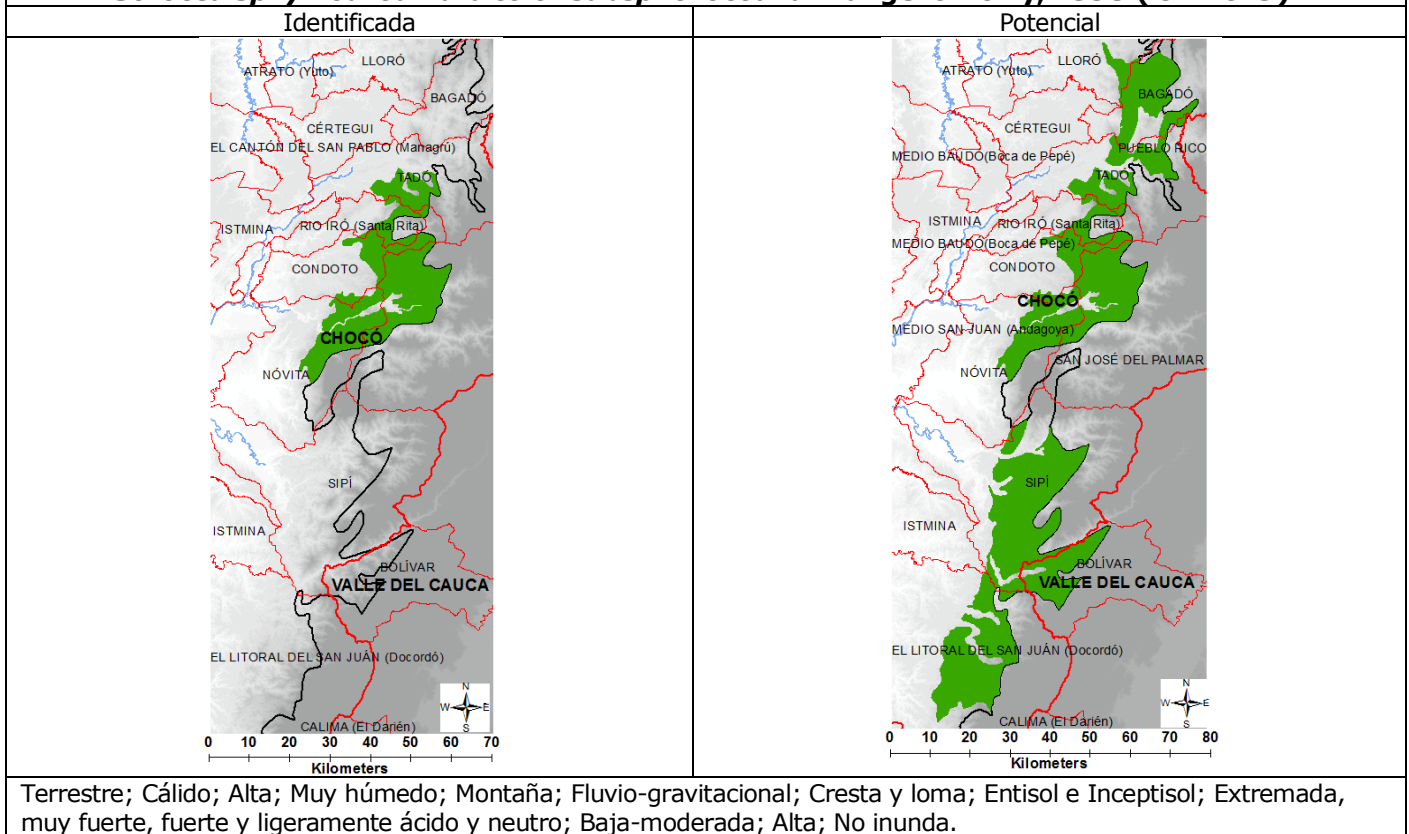 Identificada
Potencial
LLORÓ
ATRATO (Yuto)
BAGADÓ
CÉRTEGUI
EL CANTÓN DEL SAN PABLO (Managrú)
TADÓ
ISTMINA
RIO IRÓ (Santa Rita)
CONDOTO
CHOCÓ
NÓVITA
SIPÍ
ISTMINA
BOLÍVAR
VALLE DEL CAUCA
EL LITORAL DEL SAN JUÁN (Docordó)
N
W E
S
CALIMA (El Darién)
0 10 20 30 40 50 60 70
Kilometers
LLORÓ
ATRATO (Yuto)
BAGADÓ
CÉRTEGUI
PUEBLO RICO
MEDIO BAUDÓ(Boca de Pepé)
TADÓ
ISTMINA
RIO IRÓ (Santa Rita)
MEDIO BAUDÓ(Boca de Pepé)
CONDOTO
CHOCÓ
MEDIO SAN JUAN (Andagoya)
SAN JOSÉ DEL PALMAR
NÓVITA
SIPÍ
ISTMINA
BOLÍVAR
VALLE DEL CAUCA
EL LITORAL DEL SAN JUÁN (Docordó)
N
W E
S
CALIMA (El Darién)
0 10 20 30 40 50 60 70 80
Kilometers
Terrestre; Cálido; Alta; Muy húmedo; Montaña; Fluvio-gravitacional; Cresta y loma; Entisol e Inceptisol; Extremada,
muy fuerte, fuerte y ligeramente ácido y neutro; Baja-moderada; Alta; No inunda.